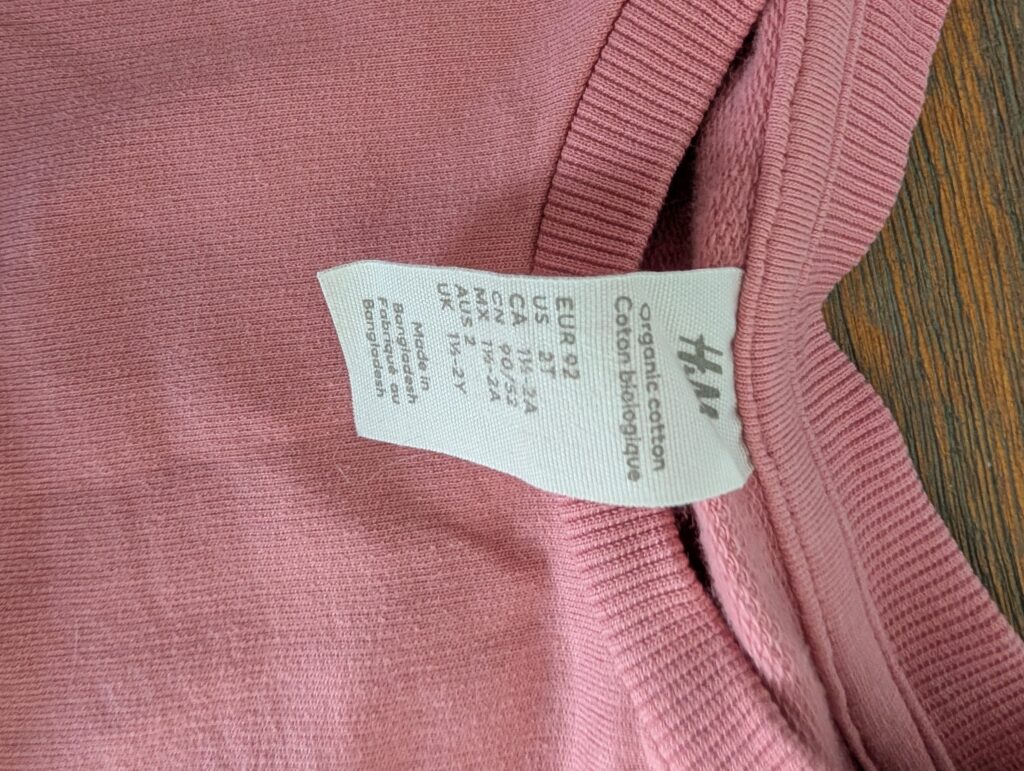 H&M
organic cotton
Coton biologique
EUR 92
US 2T
CA 1½-2A
CN 90/52
MX 1½-2A
AUS 2
UK 1½-2Y
Made in
Bangladesh
Fabriqué au
Bangladesh